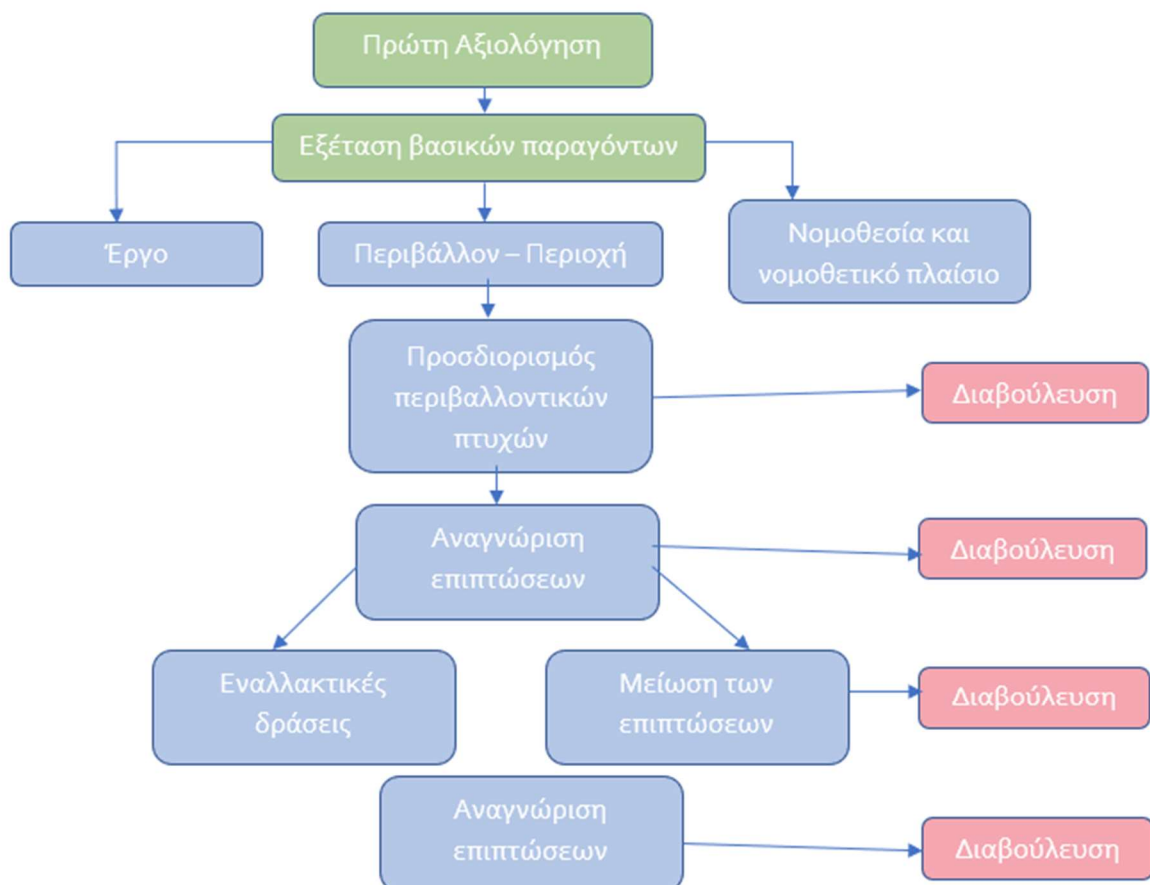 Πρώτη Αξιολόγηση
Εξέταση βασικών παραγόντων
Έργο
Περιβάλλον – Περιοχή
Νομοθεσία και
νομοθετικό πλαίσιο
Προσδιορισμός
περιβαλλοντικών
πτυχών
Διαβούλευση
Αναγνώριση
επιπτώσεων
Διαβούλευση
Εναλλακτικές
δράσεις
Μείωση των
επιπτώσεων
Διαβούλευση
Αναγνώριση
επιπτώσεων
Διαβούλευση